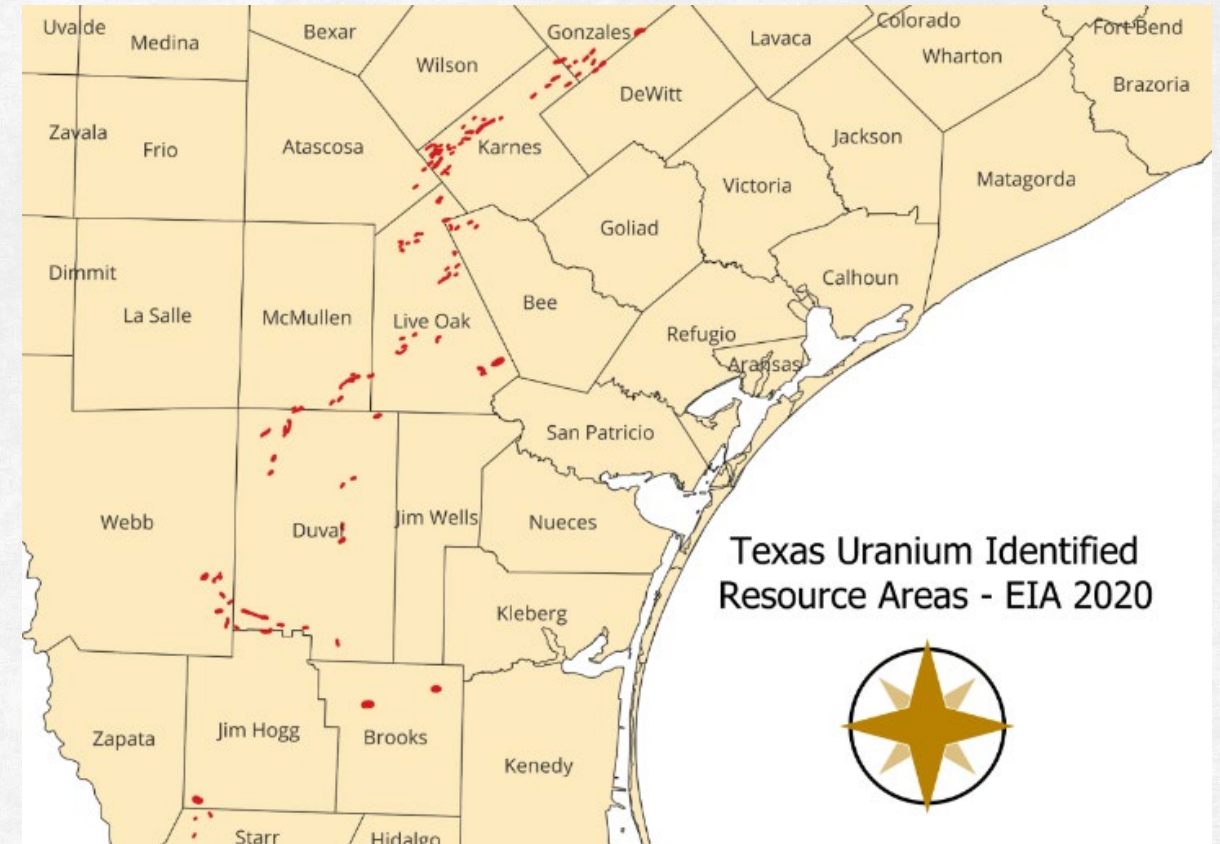 Uvalde
Medina
Bexar
Wilson
Gonzales
Lavaca
Colorado
Wharton
Fort Bend
Brazoria
Zavala
Frio
Atascosa
Karnes
DeWitt
Jackson
Matagorda
Victoria
Goliad
Dimmit
La Salle
McMullen
Live Oak
Bee
Refugio
Calhoun
Aransas
San Patricio
Webb
Duval
Jim Wells
Nueces
Kleberg
Texas Uranium Identified
Resource Areas - EIA 2020
Zapata
Jim Hogg
Brooks
Kenedy
Starr
Hidalgo